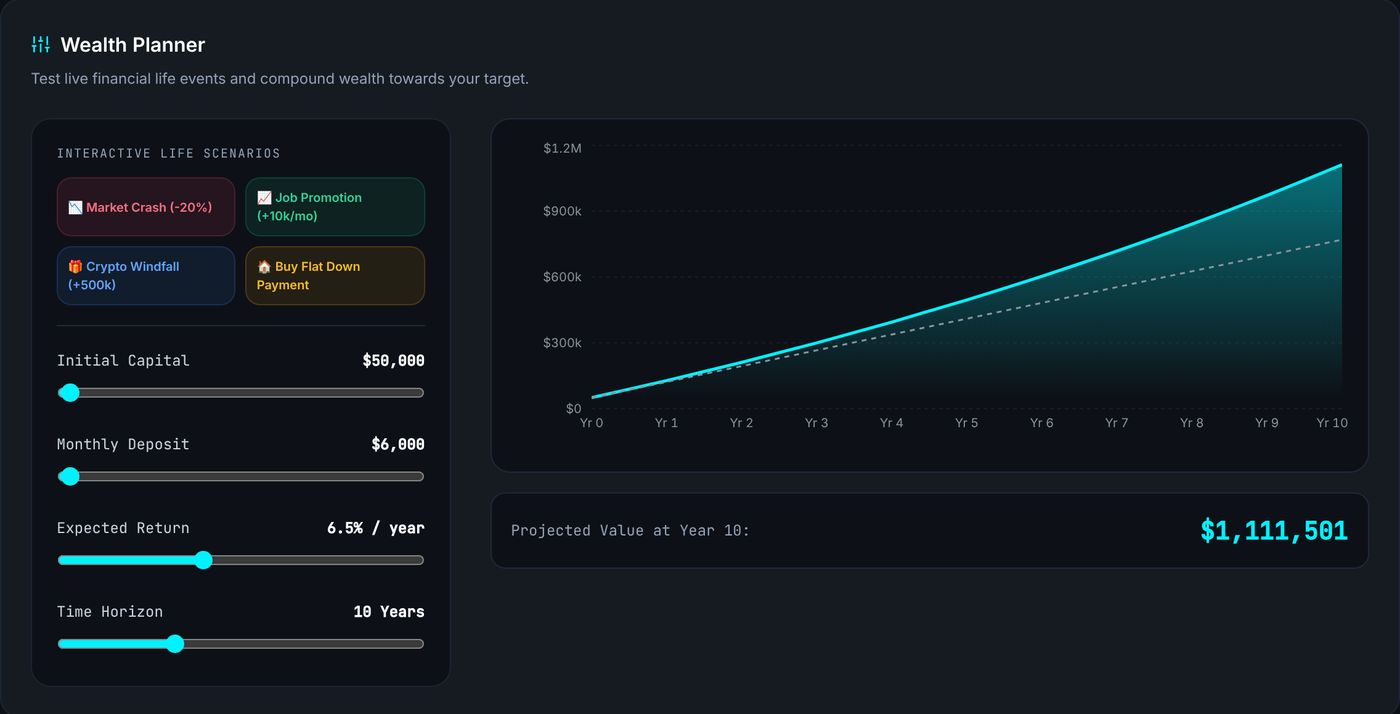 Wealth Planner
Test live financial life events and compound wealth towards your target.
INTERACTIVE LIFE SCENARIOS
📉 Market Crash (-20%)
📈 Job Promotion
(+10k/mo)
🎁 Crypto Windfall
(+500k)
🏠 Buy Flat Down
Payment
Initial Capital $50,000
Monthly Deposit $6,000
Expected Return 6.5% / year
Time Horizon 10 Years
$1.2M
$900k
$600k
$300k
$0
Yr 0 Yr 1 Yr 2 Yr 3 Yr 4 Yr 5 Yr 6 Yr 7 Yr 8 Yr 9 Yr 10
Projected Value at Year 10: $1,111,501